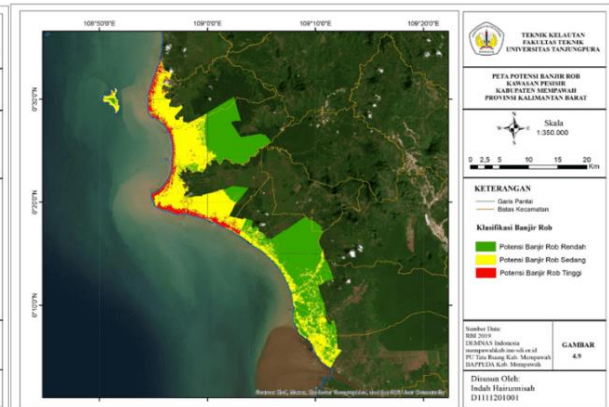 108°50'0"E 109°0'0"E 109°10'0"E 109°20'0"E
0°30'0"N
0°20'0"N
0°10'0"N
TEKNIK KELAUTAN
FAKULTAS TEKNIK
UNIVERSITAS TANJUNGPURA
PETA POTENSI BANJIR ROB
KAWASAN PESISIR
KABUPATEN MEMPAWAH
PROVINSI KALIMANTAN BARAT
Skala
1:350.000
0 2,5 5 10 15 20
Km
KETERANGAN
Garis Pantai
Batas Kecamatan
Klasifikasi Banjir Rob
Potensi Banjir Rob Rendah
Potensi Banjir Rob Sedang
Potensi Banjir Rob Tinggi
Sumber Data:
RBI 2019
DEMNAS Indonesia
PU Tata Ruang Kab. Mempawah
BAPPEDA Kab. Mempawah
GAMBAR
4.9
Disusun Oleh:
Indah Hairunnisah
D1111201001